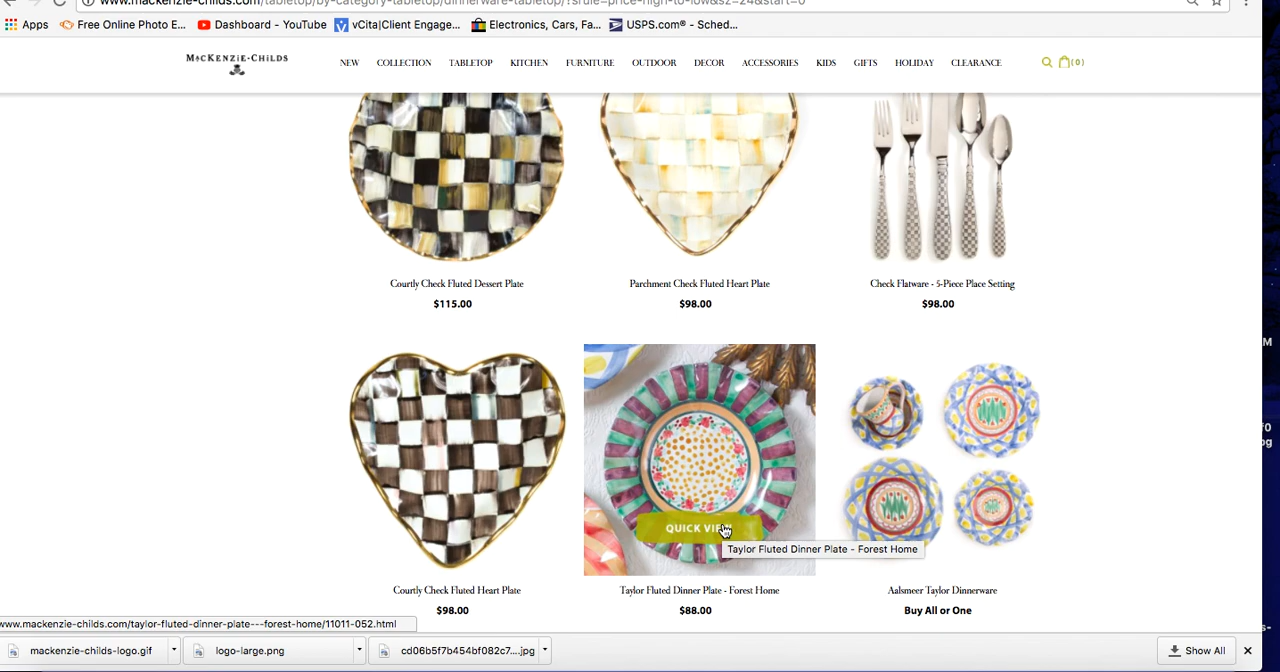 www.mackenzie-childs.com/tabletop/by-category-tabletop/dinnerware-tabletop/?srule=price-high-to-low&sz=24&start=0
Apps Free Online Photo E... Dashboard - YouTube vCita|Client Engage... Electronics, Cars, Fa... USPS.com® - Sched...
MACKENZIE-CHILDS
NEW COLLECTION TABLETOP KITCHEN FURNITURE OUTDOOR DECOR ACCESSORIES KIDS GIFTS HOLIDAY CLEARANCE (0)
Courtly Check Fluted Dessert Plate
$115.00
Parchment Check Fluted Heart Plate
$98.00
Check Flatware - 5-Piece Place Setting
$98.00
QUICK VIEW
Taylor Fluted Dinner Plate - Forest Home
Courtly Check Fluted Heart Plate
$98.00
Taylor Fluted Dinner Plate - Forest Home
$88.00
Aalsmeer Taylor Dinnerware
Buy All or One
www.mackenzie-childs.com/taylor-fluted-dinner-plate---forest-home/11011-052.html
mackenzie-childs-logo.gif logo-large.png cd06b5f7b454bf082c7....jpg Show All